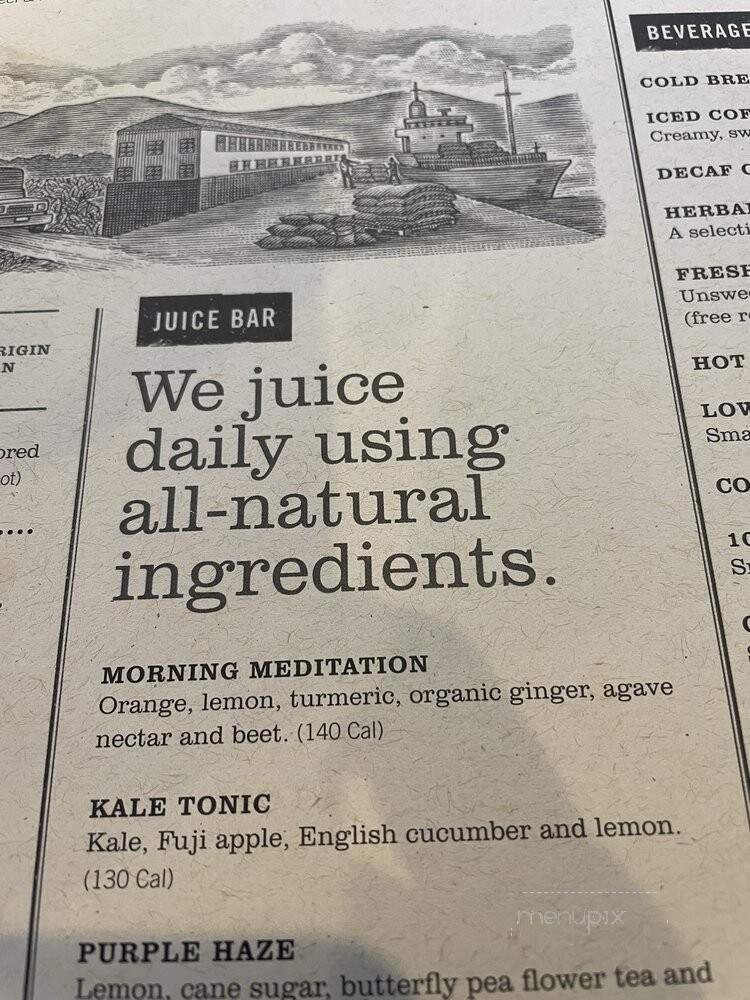 RIGIN
N
ored
ot)
JUICE BAR
We juice
daily using
all-natural
ingredients.
MORNING MEDITATION
Orange, lemon, turmeric, organic ginger, agave
nectar and beet. (140 Cal)
KALE TONIC
Kale, Fuji apple, English cucumber and lemon.
(130 Cal)
PURPLE HAZE
Lemon, cane sugar, butterfly pea flower tea and
BEVERAGE
COLD BRE
ICED COF
Creamy, sw
DECAF C
HERBAL
A selecti
FRESH
Unswee
(free re
HOT
LOW
Sma
CO
10
menupix